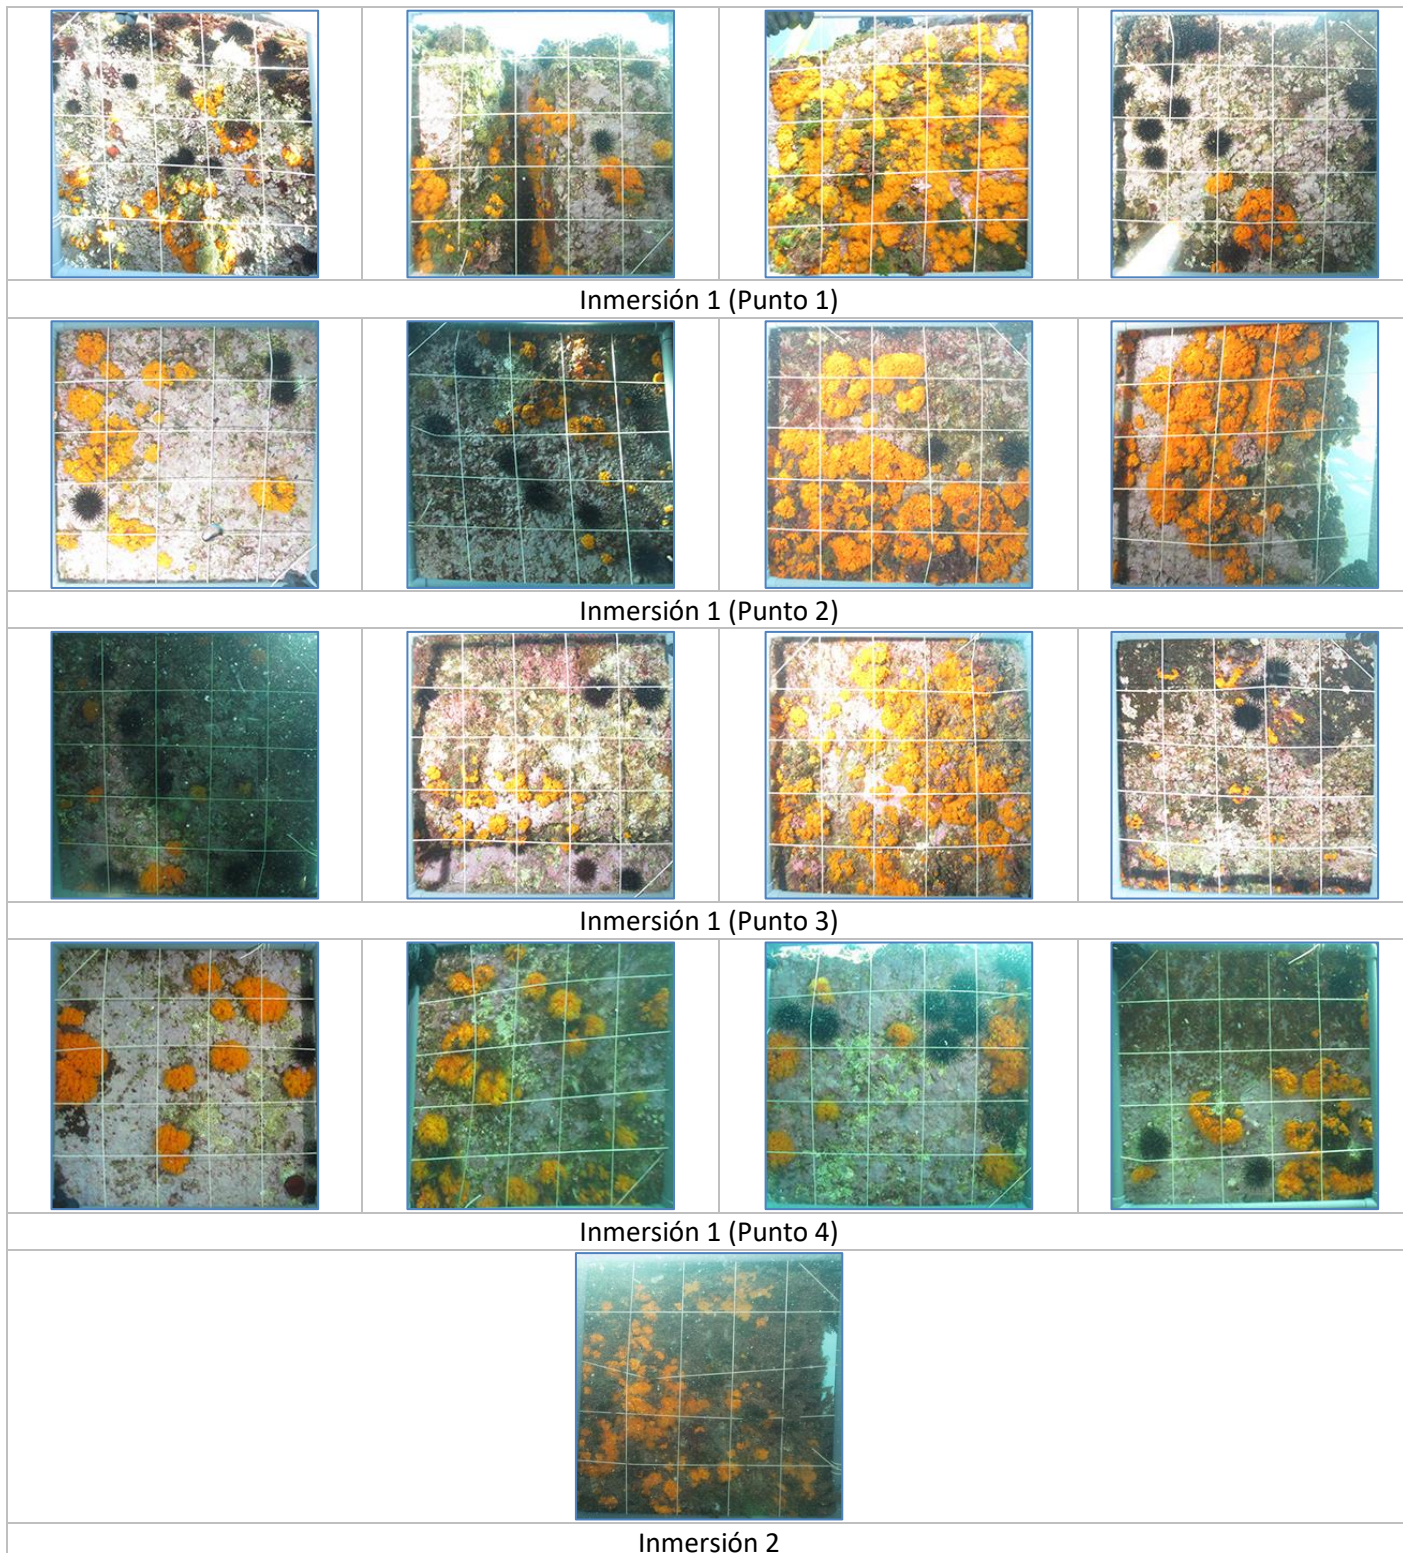 Inmersión 1 (Punto 1)
Inmersión 1 (Punto 2)
Inmersión 1 (Punto 3)
Inmersión 1 (Punto 4)
Inmersión 2